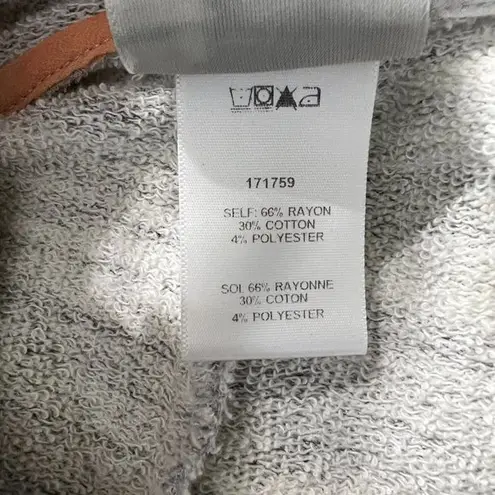 171759
SELF: 66% RAYON
30% COTTON
4% POLYESTER
SOL 66% RAYONNE
30% COTON
4% POLYESTER